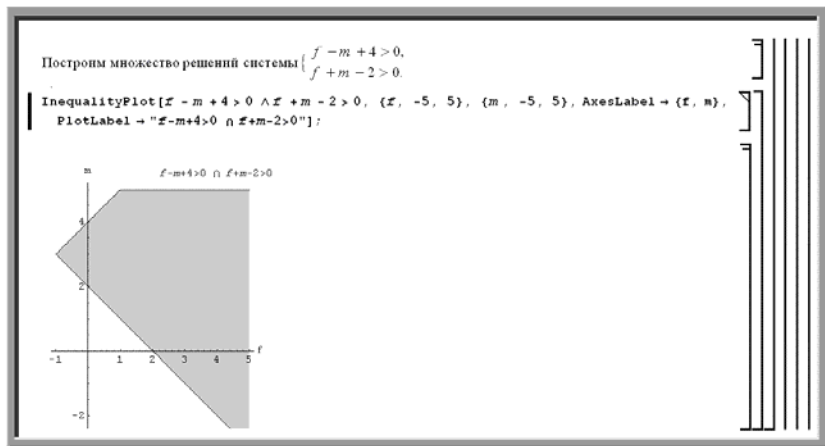 Построим множество решений системы { f − m + 4 > 0,
f + m − 2 > 0.
InequalityPlot[f - m + 4 > 0 ∧ f + m - 2 > 0, {f, -5, 5}, {m, -5, 5}, AxesLabel → {f, m},
PlotLabel → "f-m+4>0 ∩ f+m-2>0"];
m
f-m+4>0 ∩ f+m-2>0
4
2
-1 1 2 3 4 5 f
-2